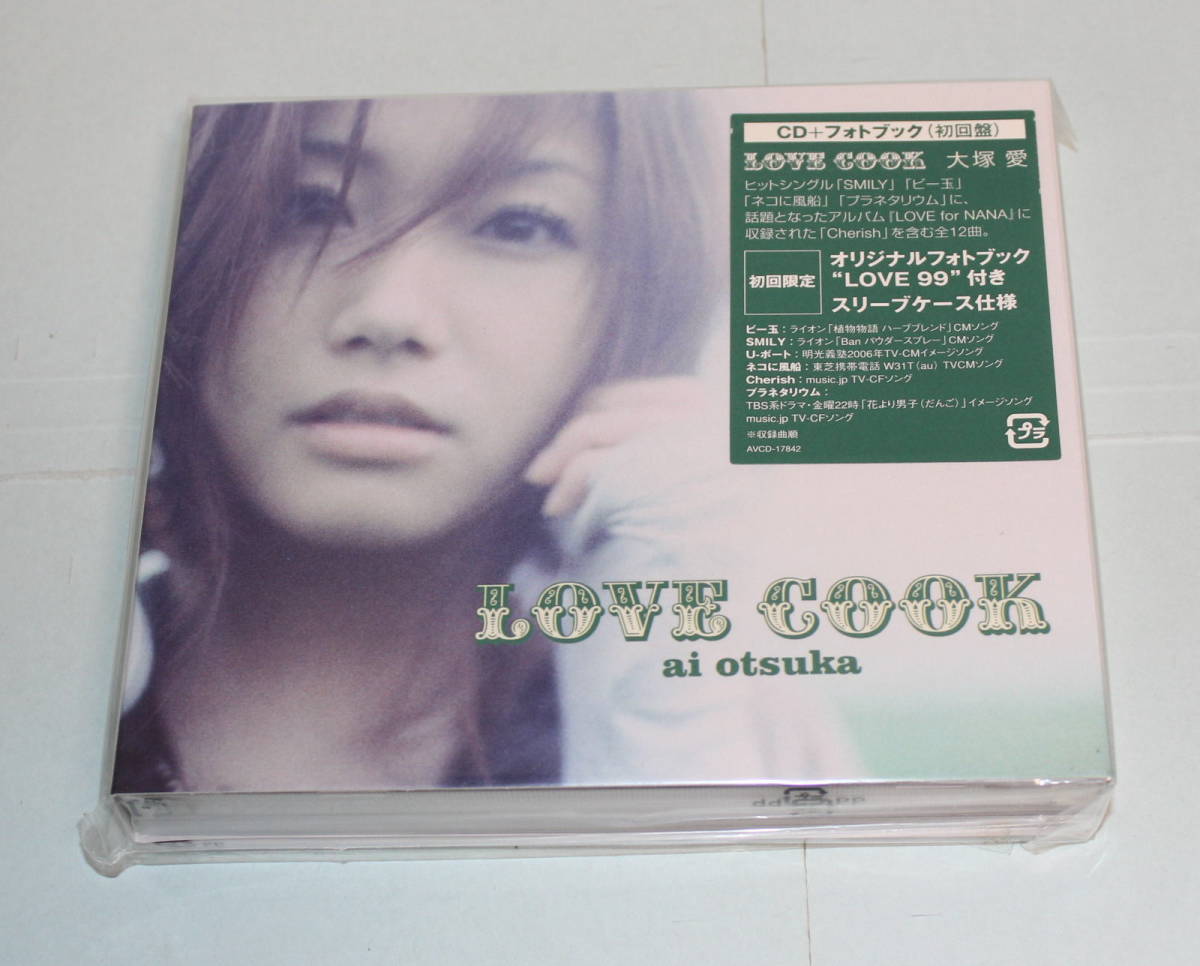 CD+フォトブック(初回盤)
LOVE COOK 大塚 愛
ヒットシングル「SMILY」「ビー玉」
「ネコに風船」「プラネタリウム」に、
話題となったアルバム『LOVE for NANA』に
収録された「Cherish」を含む全12曲。
初回限定
オリジナルフォトブック
“LOVE 99”付き
スリーブケース仕様
ビー玉:ライオン「植物物語 ハーブブレンド」CMソング
SMILY:ライオン「Ban パウダースプレー」CMソング
U-ボート:明光義塾2006年TV-CMイメージソング
ネコに風船:東芝携帯電話 W31T(au) TVCMソング
Cherish:music.jp TV-CFソング
プラネタリウム:
TBS系ドラマ・金曜22時「花より男子(だんご)」イメージソング
music.jp TV-CFソング
※収録曲順
AVCD-17842
プラ
LOVE COOK
ai otsuka